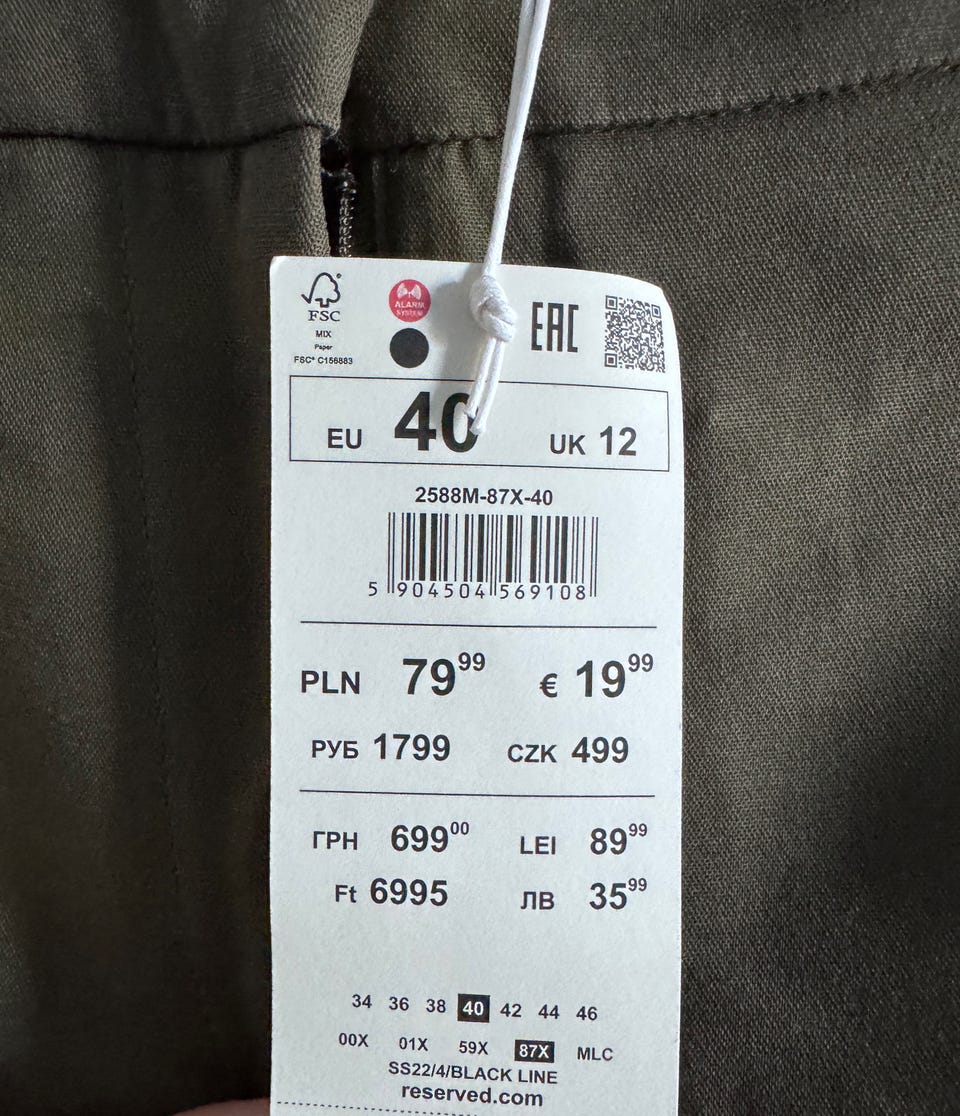 FSC
MIX
Paper
FSC® C156883
ALARM
SYSTEM
EAC
EU 40 UK 12
2588M-87X-40
5 904504 569108
PLN 79⁹⁹ € 19⁹⁹
РУБ 1799 CZK 499
ГРН 699⁰⁰ LEI 89⁹⁹
Ft 6995 ЛВ 35⁹⁹
34 36 38 40 42 44 46
00X 01X 59X 87X MLC
SS22/4/BLACK LINE
reserved.com